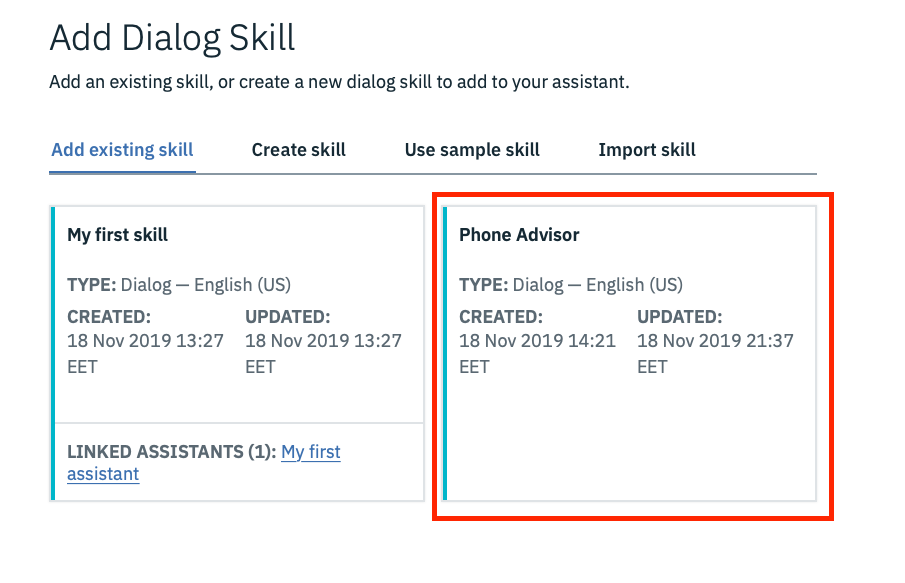 Add Dialog Skill
Add an existing skill, or create a new dialog skill to add to your assistant.
Add existing skill
Create skill
Use sample skill
Import skill
My first skill
TYPE: Dialog — English (US)
CREATED:
18 Nov 2019 13:27
EET
UPDATED:
18 Nov 2019 13:27
EET
LINKED ASSISTANTS (1): My first
assistant
Phone Advisor
TYPE: Dialog — English (US)
CREATED:
18 Nov 2019 14:21
EET
UPDATED:
18 Nov 2019 21:37
EET